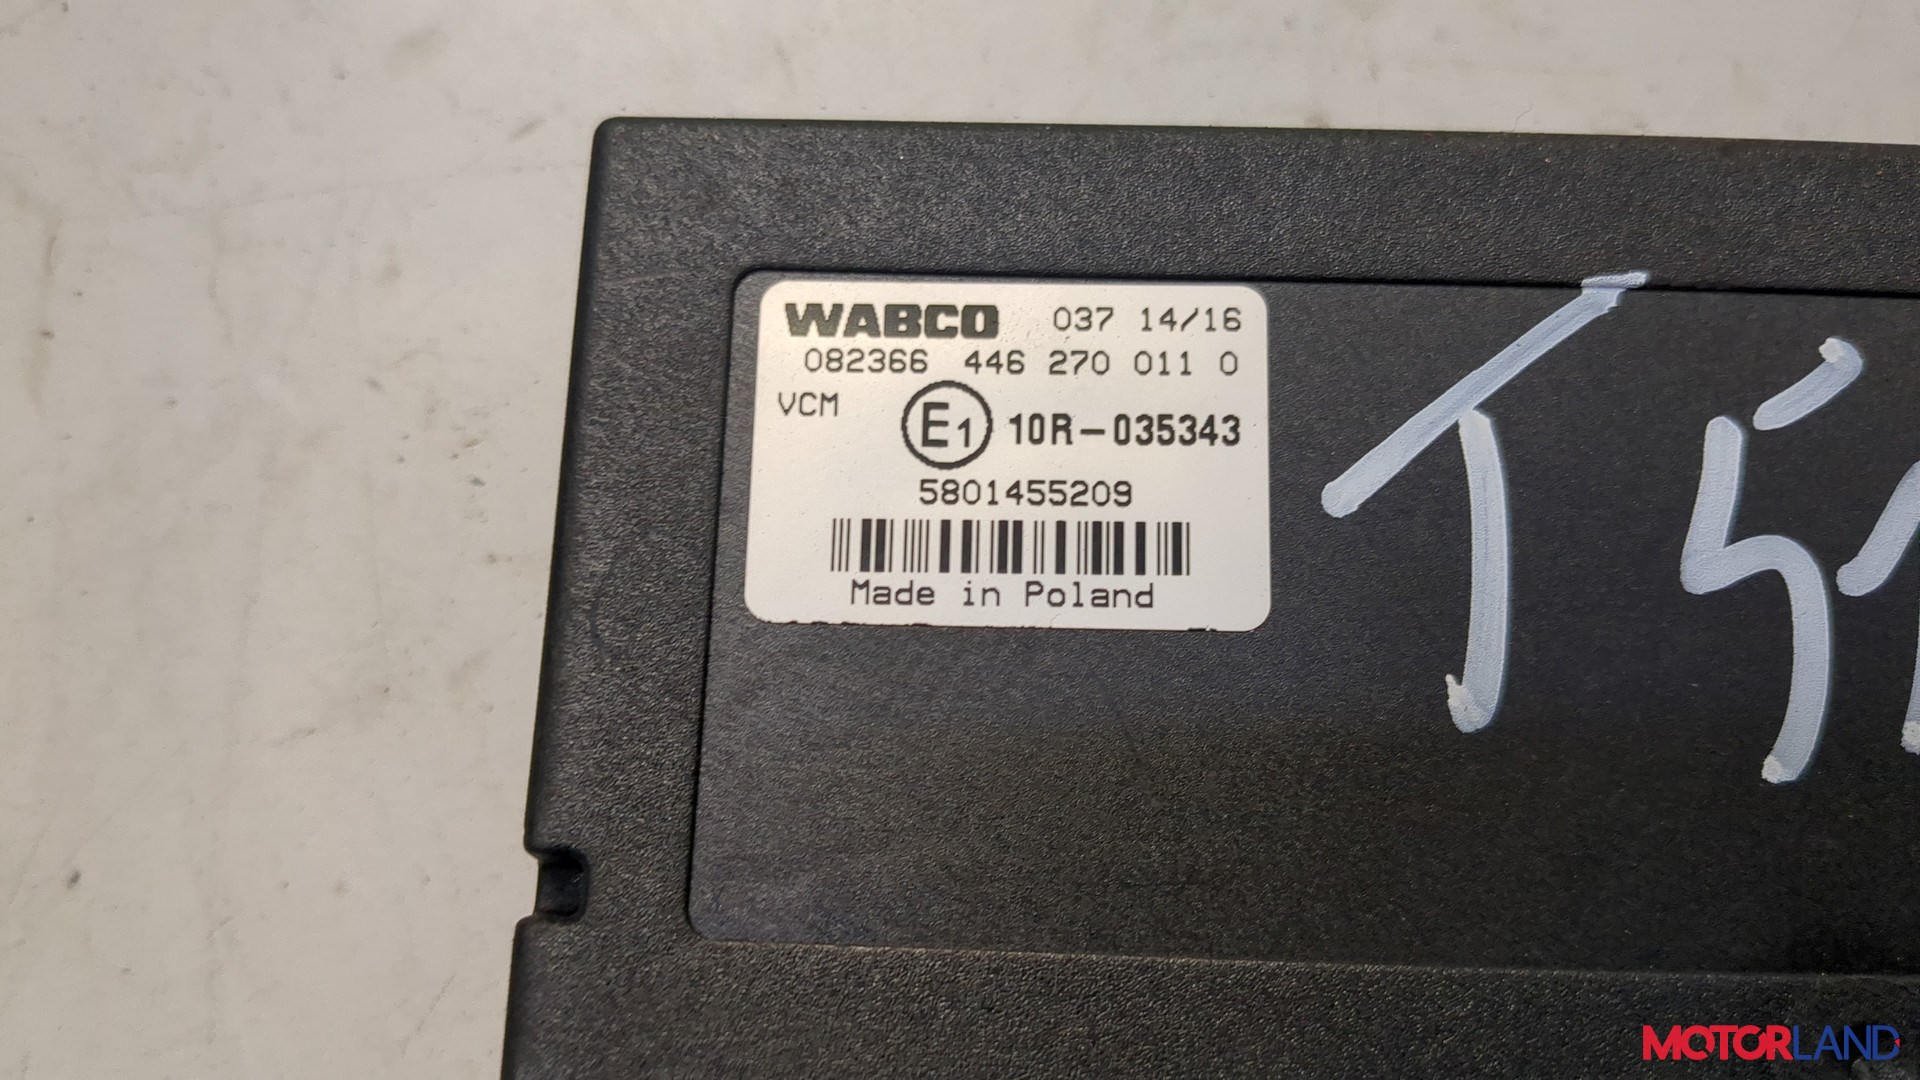 WABCO 037 14/16
082366 446 270 011 0
VCM
E1 10R-035343
5801455209
Made in Poland
MOTORLAND